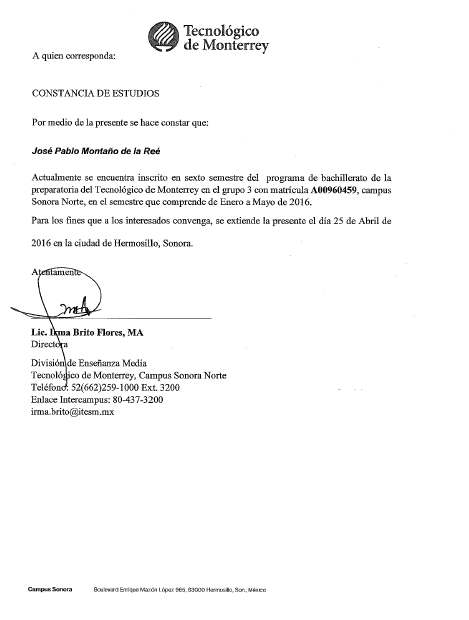 Tecnológico
de Monterrey
A quien corresponda:
CONSTANCIA DE ESTUDIOS
Por medio de la presente se hace constar que:
José Pablo Montaño de la Reé
Actualmente se encuentra inscrito en sexto semestre del programa de bachillerato de la
preparatoria del Tecnológico de Monterrey en el grupo 3 con matrícula A00960459, campus
Sonora Norte, en el semestre que comprende de Enero a Mayo de 2016.
Para los fines que a los interesados convenga, se extiende la presente el día 25 de Abril de
2016 en la ciudad de Hermosillo, Sonora.
Atentamente
Lic. Irma Brito Flores, MA
Directora
División de Enseñanza Media
Tecnológico de Monterrey, Campus Sonora Norte
Teléfono: 52(662)259-1000 Ext. 3200
Enlace Intercampus: 80-437-3200
irma.brito@itesm.mx
Campus Sonora Boulevard Enrique Mazón López 965, 83000 Hermosillo, Son., México